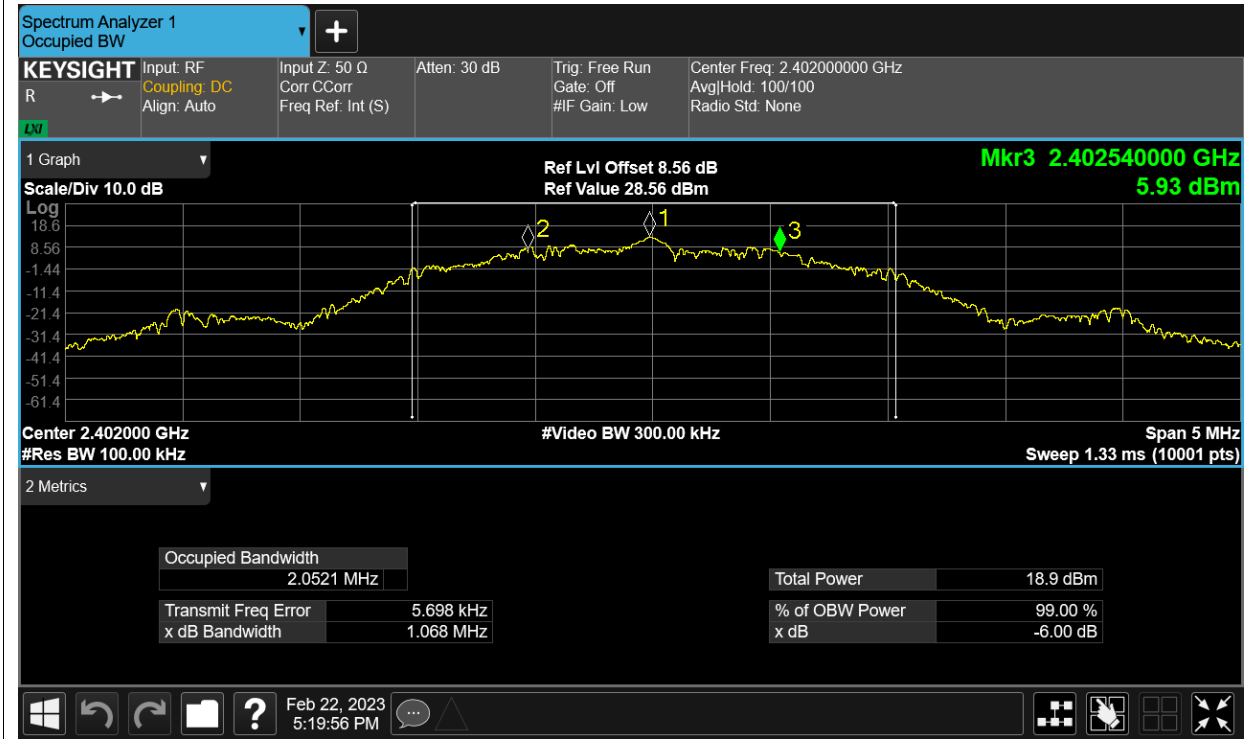 Spectrum Analyzer 1
Occupied BW
KEYSIGHT
R
LXI
Input: RF
Coupling: DC
Align: Auto
Input Z: 50 Ω
Corr CCorr
Freq Ref: Int (S)
Atten: 30 dB
Trig: Free Run
Gate: Off
#IF Gain: Low
Center Freq: 2.402000000 GHz
Avg|Hold: 100/100
Radio Std: None
1 Graph
Scale/Div 10.0 dB
Ref Lvl Offset 8.56 dB
Ref Value 28.56 dBm
Mkr3 2.402540000 GHz
5.93 dBm
Log
18.6
8.56
-1.44
-11.4
-21.4
-31.4
-41.4
-51.4
-61.4
2
1
3
Center 2.402000 GHz
#Res BW 100.00 kHz
#Video BW 300.00 kHz
Span 5 MHz
Sweep 1.33 ms (10001 pts)
2 Metrics
Occupied Bandwidth
2.0521 MHz
Transmit Freq Error 5.698 kHz
x dB Bandwidth 1.068 MHz
Total Power 18.9 dBm
% of OBW Power 99.00 %
x dB -6.00 dB
Feb 22, 2023
5:19:56 PM